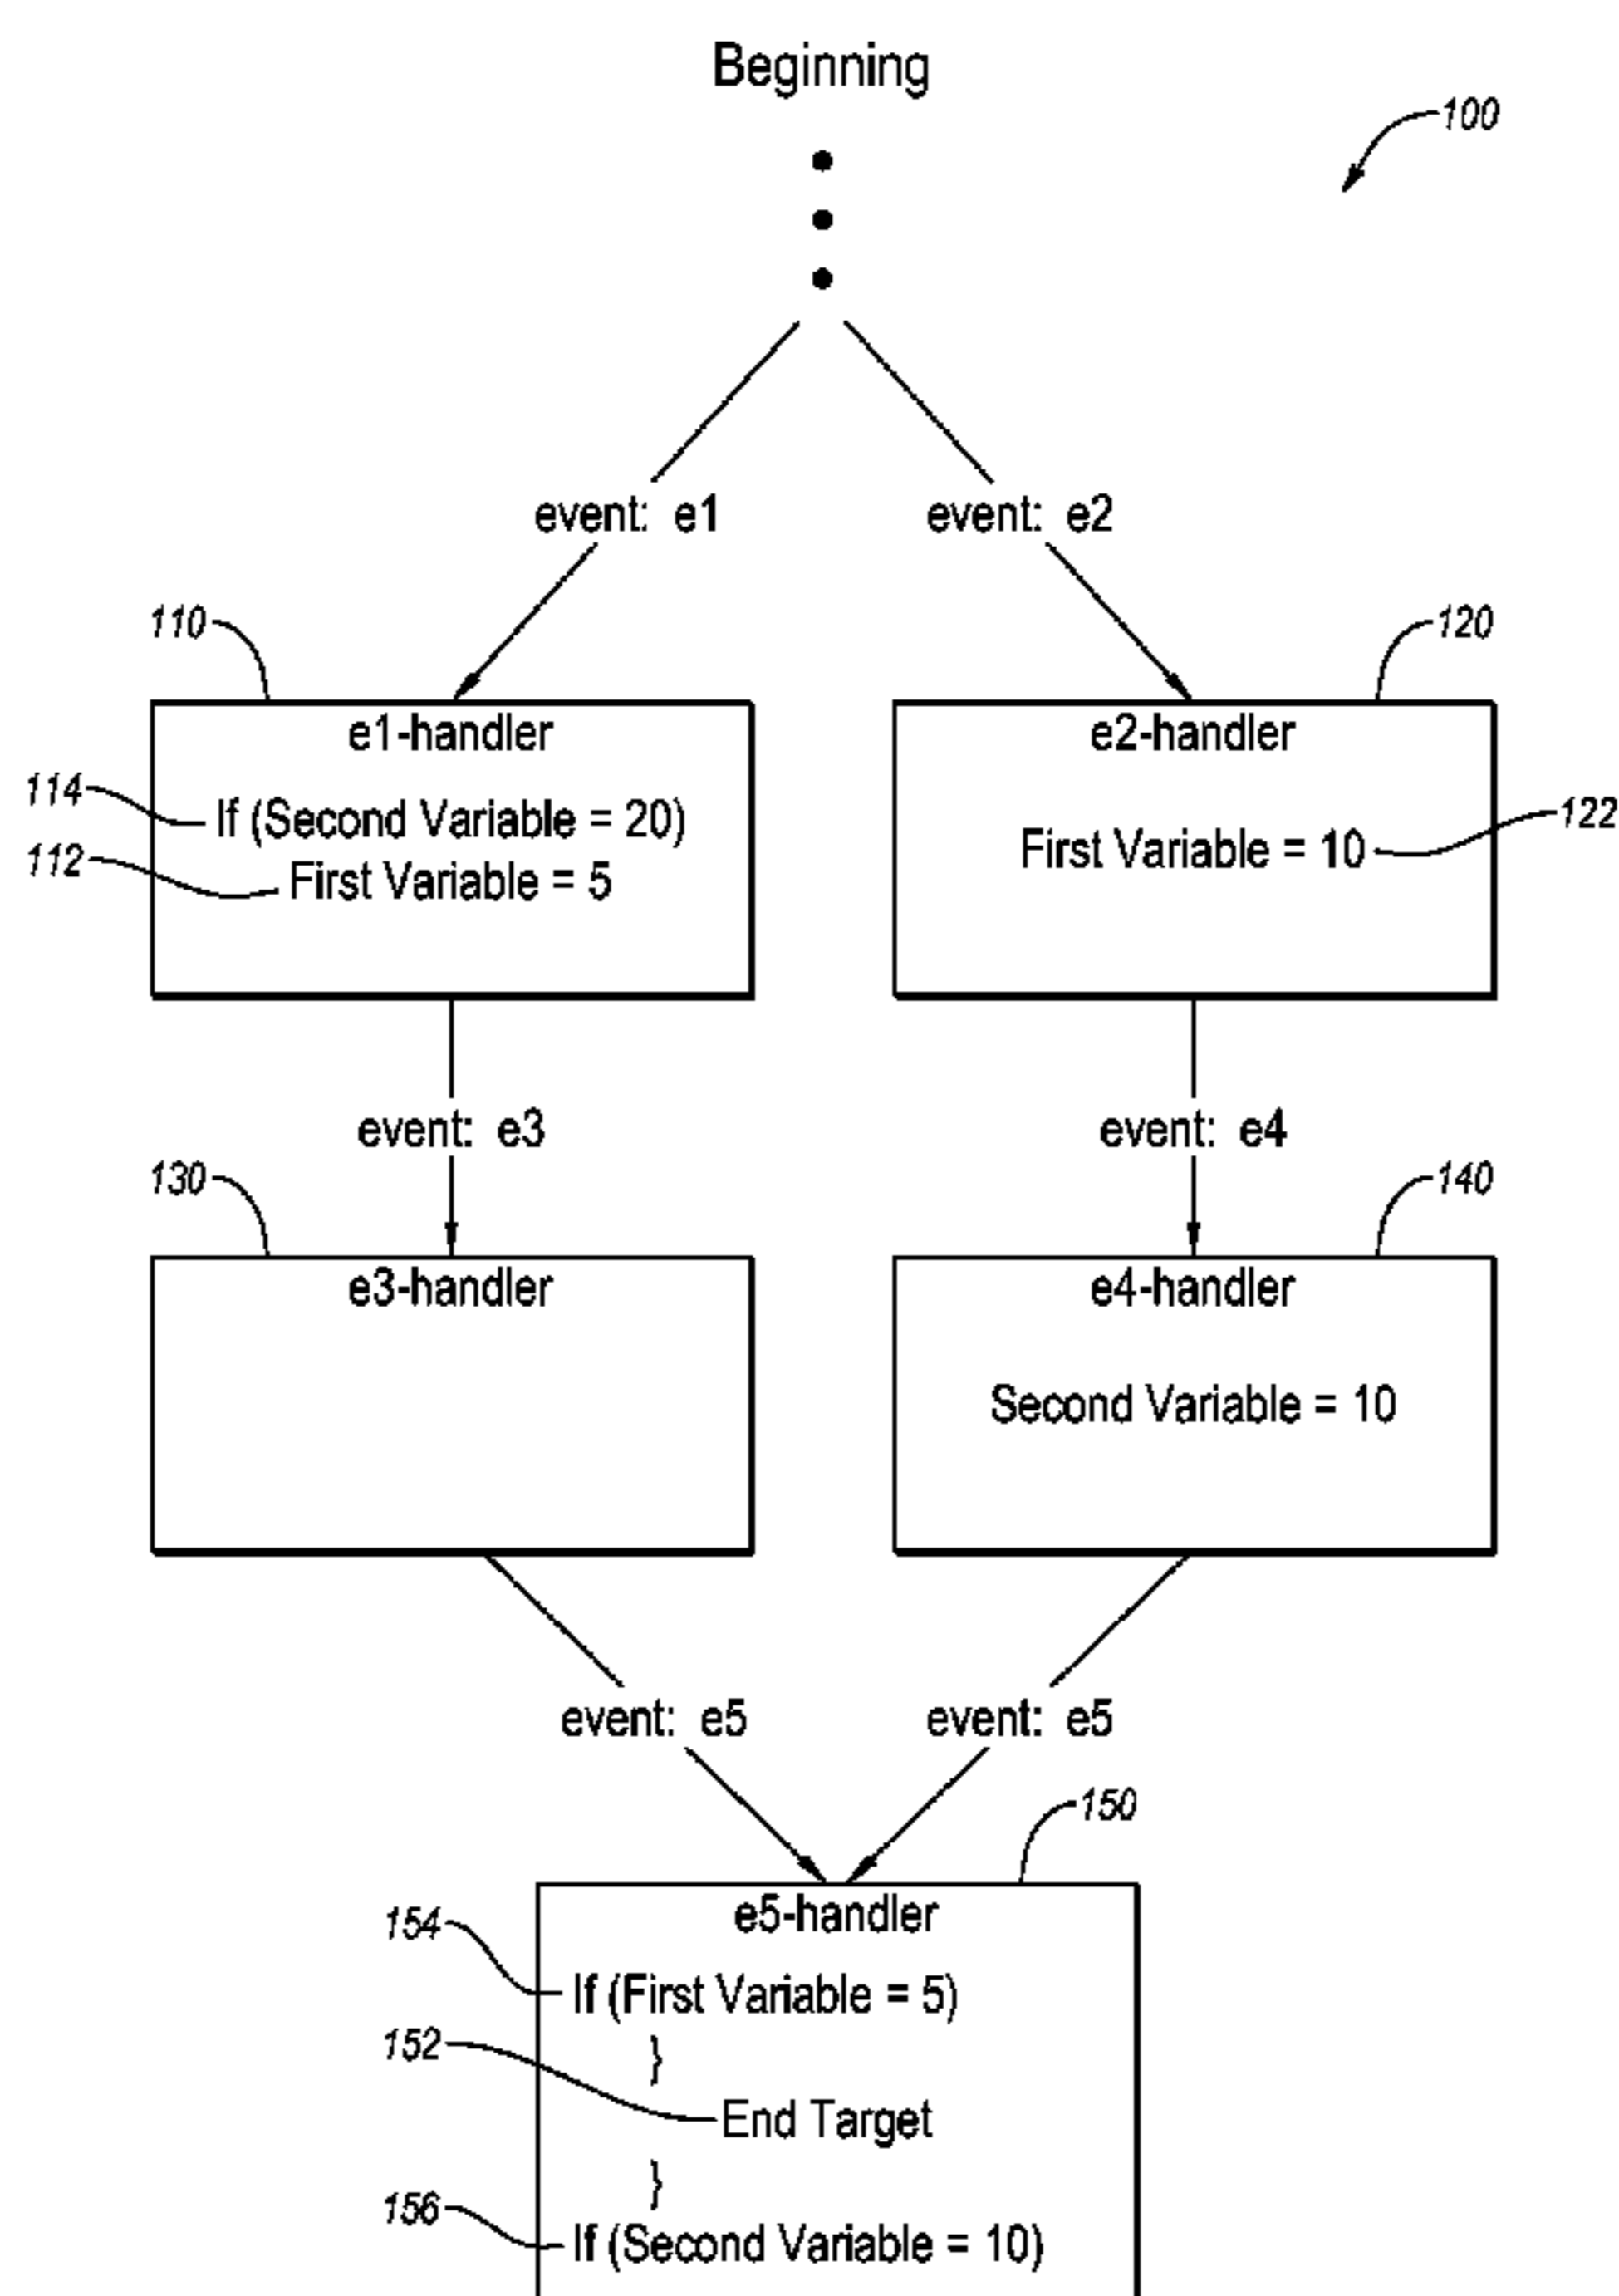 Beginning
100
event: e1
event: e2
110
120
e1-handler
114
If (Second Variable = 20)
112
First Variable = 5
e2-handler
First Variable = 10
122
event: e3
event: e4
130
140
e3-handler
e4-handler
Second Variable = 10
event: e5
event: e5
150
e5-handler
154
If (First Variable = 5)
}
152
End Target
}
156
If (Second Variable = 10)